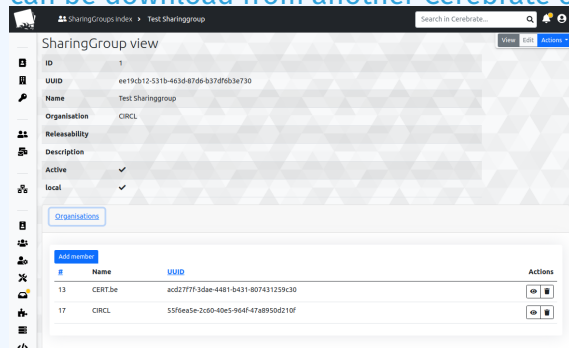 can be download from another Cerebrate
SharingGroups Index > Test Sharinggroup
Search in Cerebrate...
SharingGroup view
View Edit Actions
ID 1
UUID ee19cb12-531b-463d-87d6-b37df6b3e730
Name Test Sharinggroup
Organisation CIRCL
Releasability
Description
Active ✓
local ✓
Organisations
Add member
# Name UUID Actions
13 CERT.be acd27f7f-3dae-4481-b431-807431259c30
17 CIRCL 55f6ea5e-2c60-40e5-964f-47a8950d210f